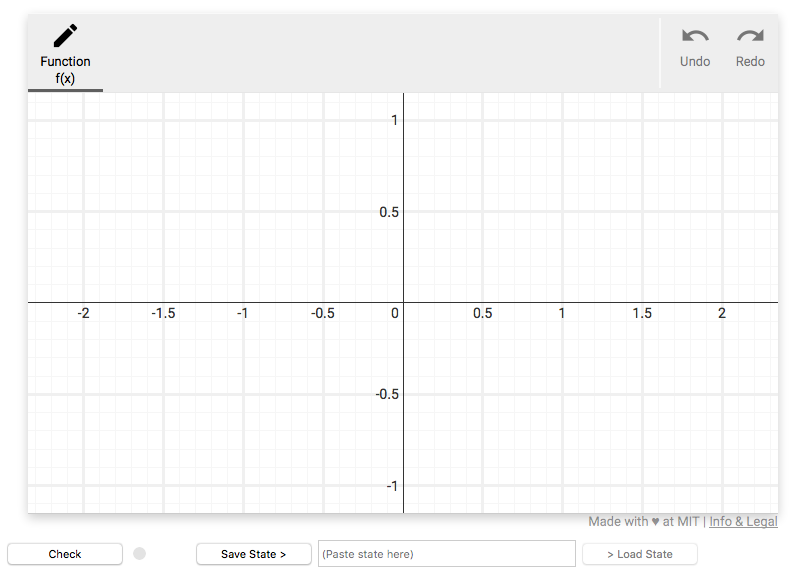 Function
f(x)
Undo
Redo
1
0.5
-2 -1.5 -1 -0.5 0 0.5 1 1.5 2
-0.5
-1
Made with ♥ at MIT | Info & Legal
Check
Save State >
(Paste state here)
> Load State